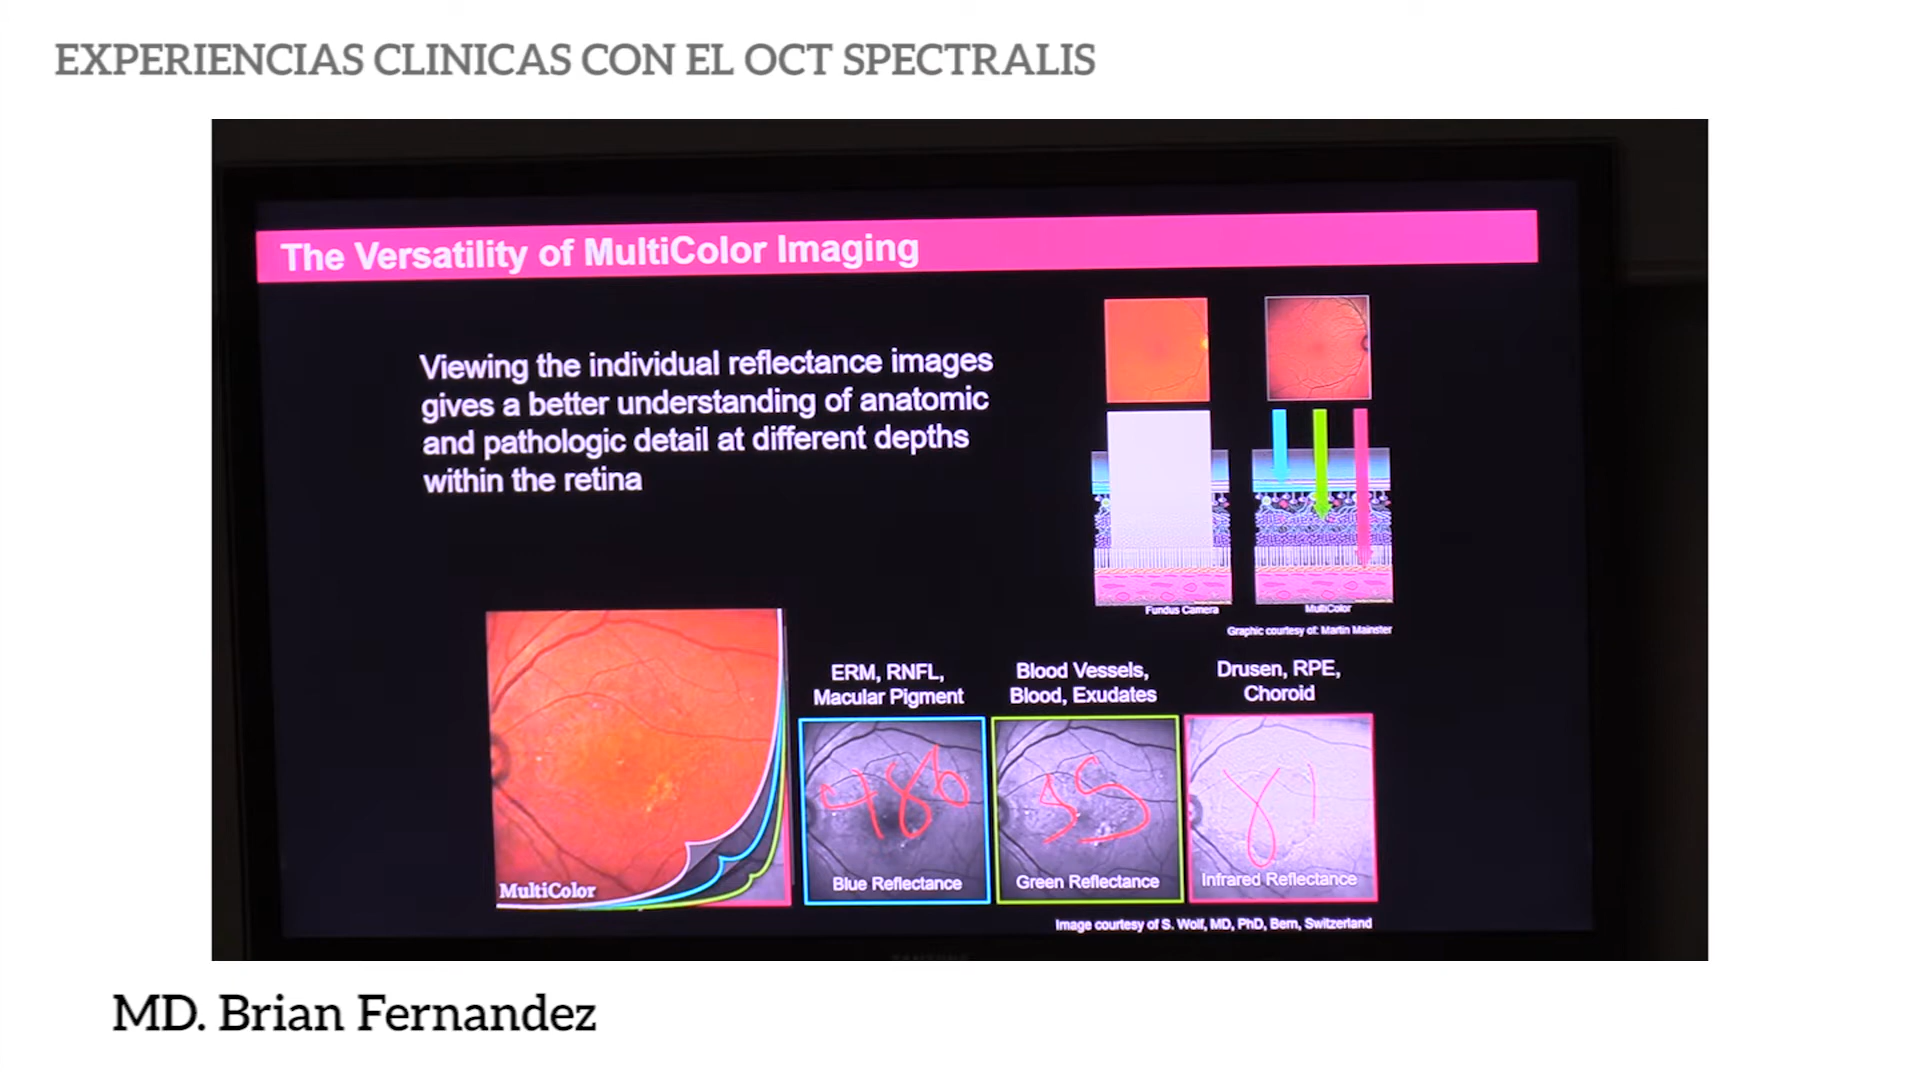 EXPERIENCIAS CLINICAS CON EL OCT SPECTRALIS
The Versatility of MultiColor Imaging
Viewing the individual reflectance images
gives a better understanding of anatomic
and pathologic detail at different depths
within the retina
Fundus Camera
MultiColor
Graphic courtesy of: Martin Mainster
ERM, RNFL,
Macular Pigment
Blood Vessels,
Blood, Exudates
Drusen, RPE,
Choroid
486
Blue Reflectance
Green Reflectance
Infrared Reflectance
MultiColor
Image courtesy of S. Wolf, MD, PhD, Bern, Switzerland
MD. Brian Fernandez